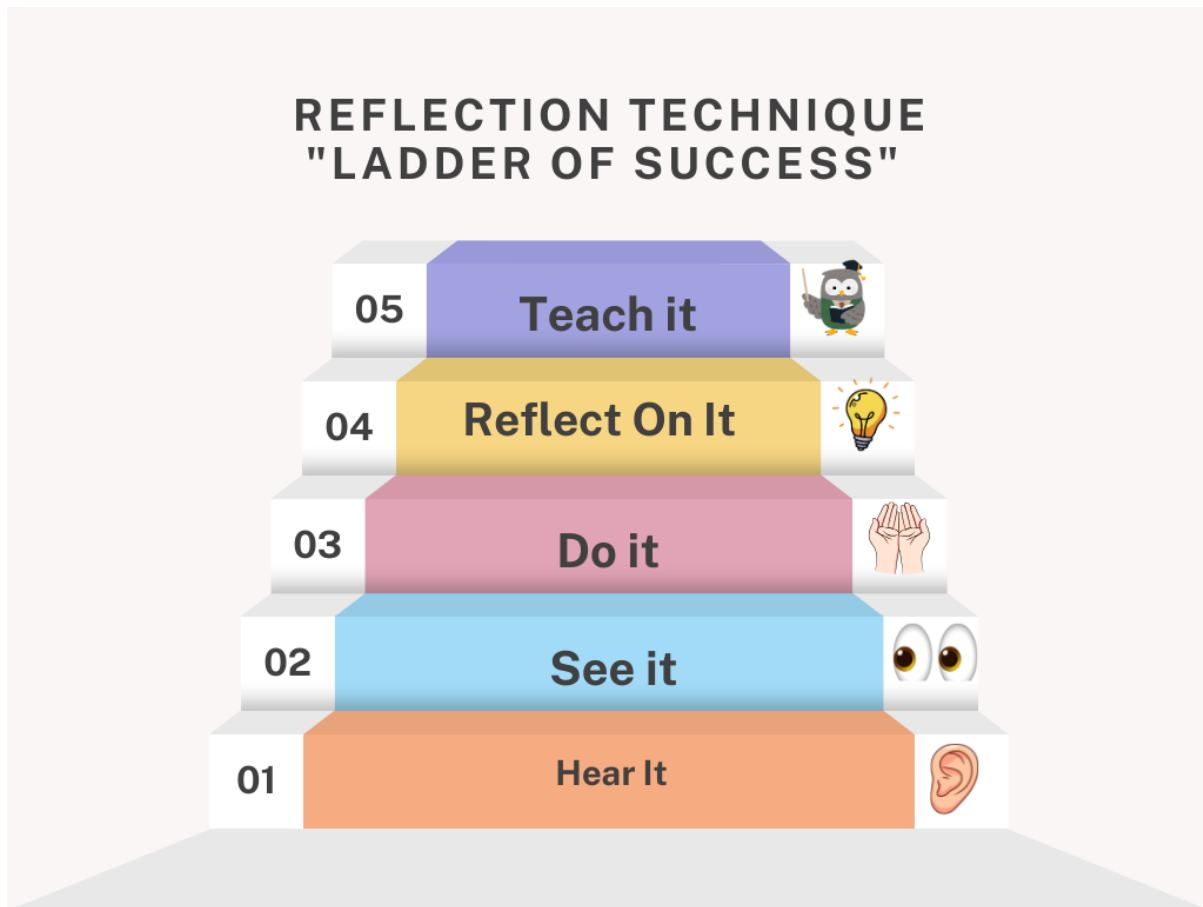 REFLECTION TECHNIQUE
"LADDER OF SUCCESS"
05 Teach it
04 Reflect On It
03 Do it
02 See it
01 Hear It